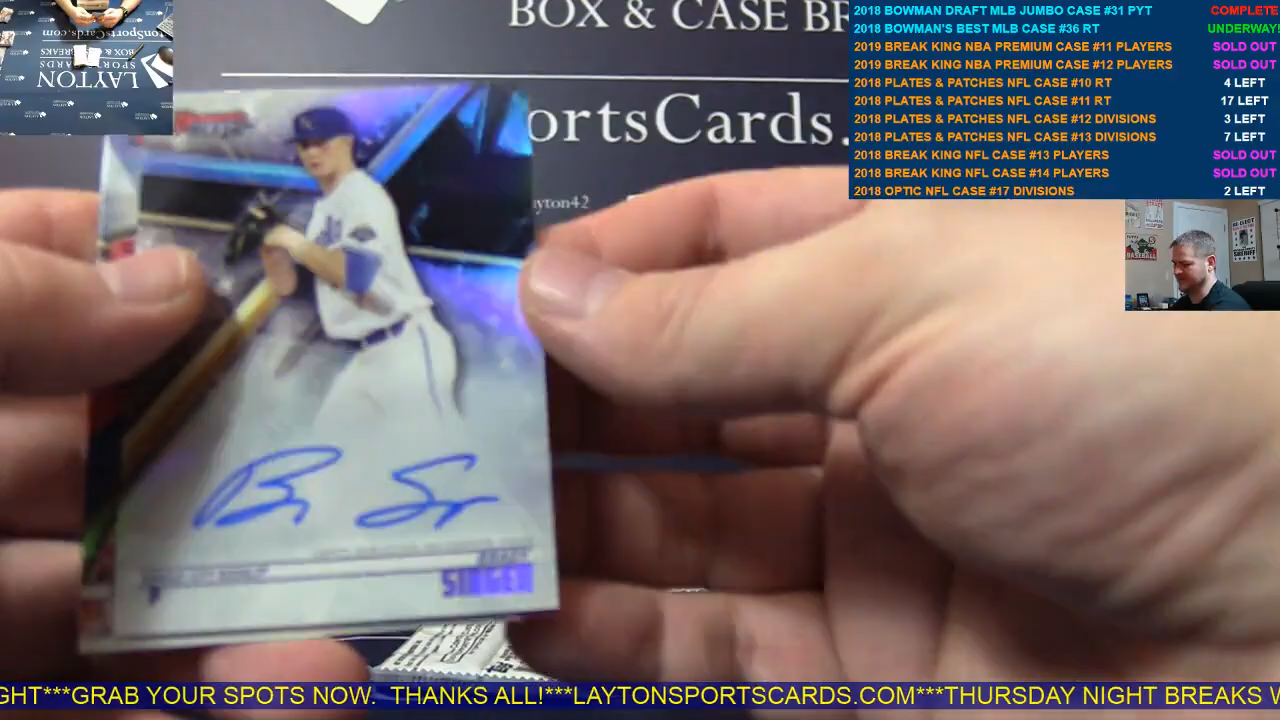 BOX & CASE BR
ortsCards.
yton42
nSportsCards.com
LAYTON
BOX & CASE
BREAKS
SINGER
2018 BOWMAN DRAFT MLB JUMBO CASE #31 PYT COMPLETE
2018 BOWMAN'S BEST MLB CASE #36 RT UNDERWAY!
2019 BREAK KING NBA PREMIUM CASE #11 PLAYERS SOLD OUT
2019 BREAK KING NBA PREMIUM CASE #12 PLAYERS SOLD OUT
2018 PLATES & PATCHES NFL CASE #10 RT 4 LEFT
2018 PLATES & PATCHES NFL CASE #11 RT 17 LEFT
2018 PLATES & PATCHES NFL CASE #12 DIVISIONS 3 LEFT
2018 PLATES & PATCHES NFL CASE #13 DIVISIONS 7 LEFT
2018 BREAK KING NFL CASE #13 PLAYERS SOLD OUT
2018 BREAK KING NFL CASE #14 PLAYERS SOLD OUT
2018 OPTIC NFL CASE #17 DIVISIONS 2 LEFT
GHT***GRAB YOUR SPOTS NOW. THANKS ALL!***LAYTONSPORTSCARDS.COM***THURSDAY NIGHT BREAKS W